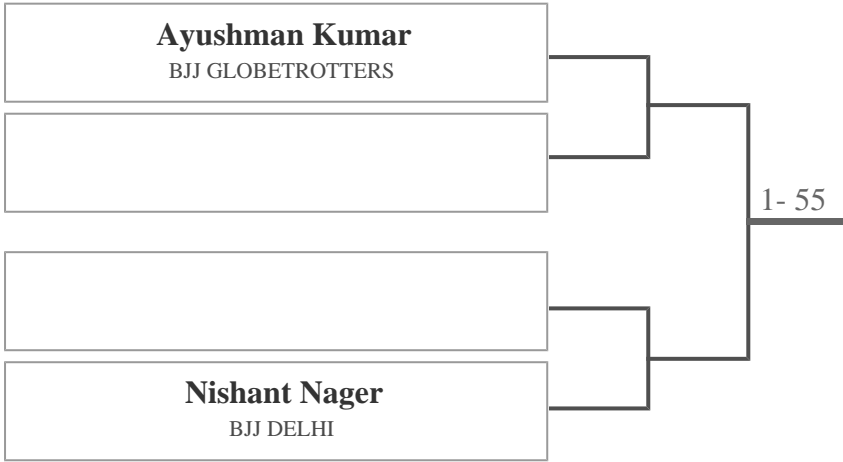 Ayushman Kumar
BJJ GLOBETROTTERS
1- 55
Nishant Nager
BJJ DELHI